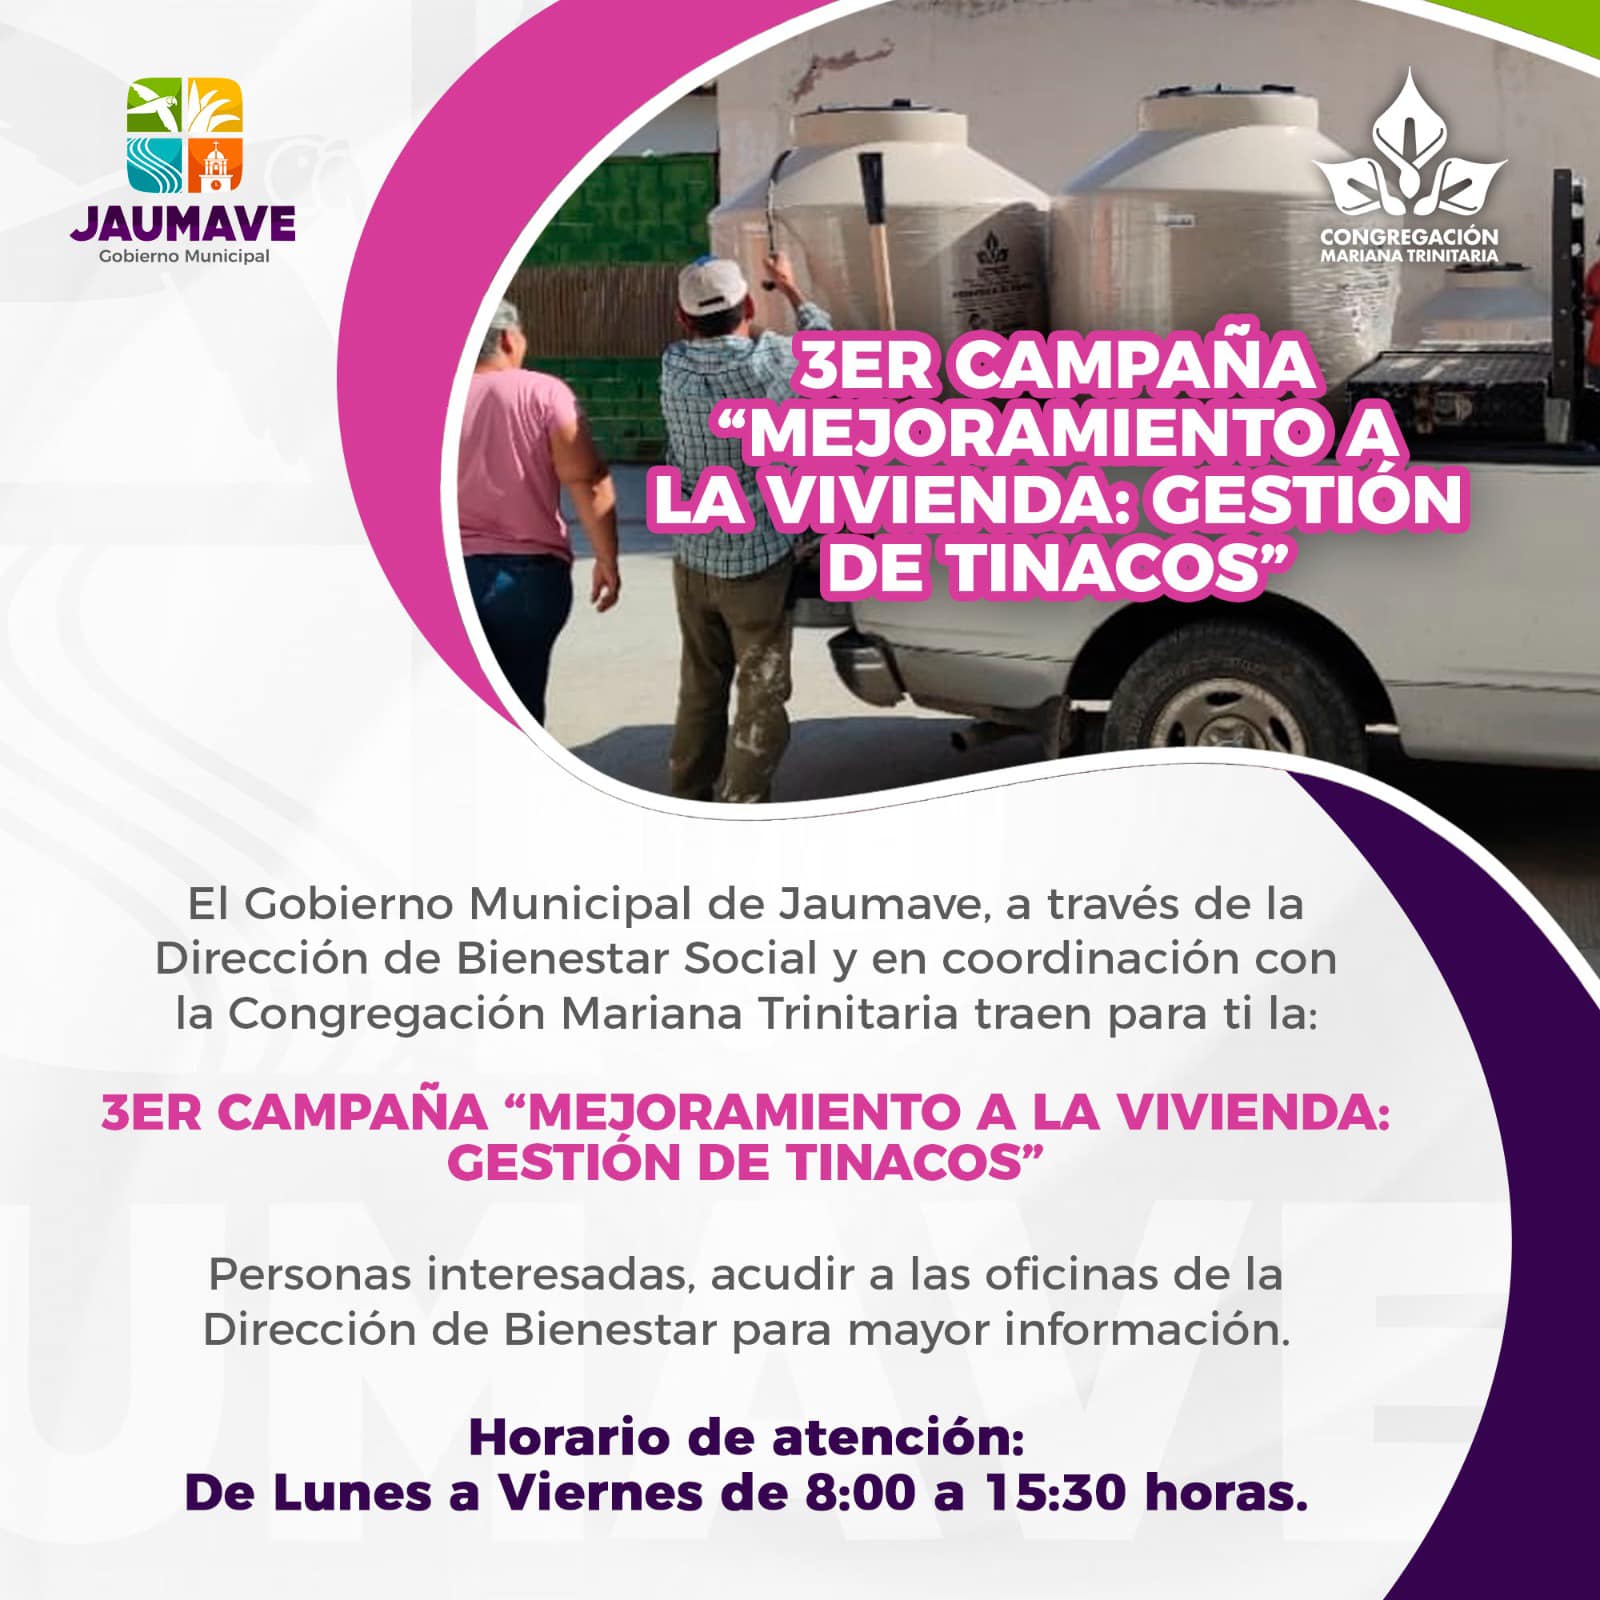 JAUMAVE
Gobierno Municipal
CONGREGACIÓN
MARIANA TRINITARIA
3ER CAMPAÑA
“MEJORAMIENTO A
LA VIVIENDA: GESTIÓN
DE TINACOS”
El Gobierno Municipal de Jaumave, a través de la
Dirección de Bienestar Social y en coordinación con
la Congregación Mariana Trinitaria traen para ti la:
3ER CAMPAÑA “MEJORAMIENTO A LA VIVIENDA:
GESTIÓN DE TINACOS”
Personas interesadas, acudir a las oficinas de la
Dirección de Bienestar para mayor información.
Horario de atención:
De Lunes a Viernes de 8:00 a 15:30 horas.